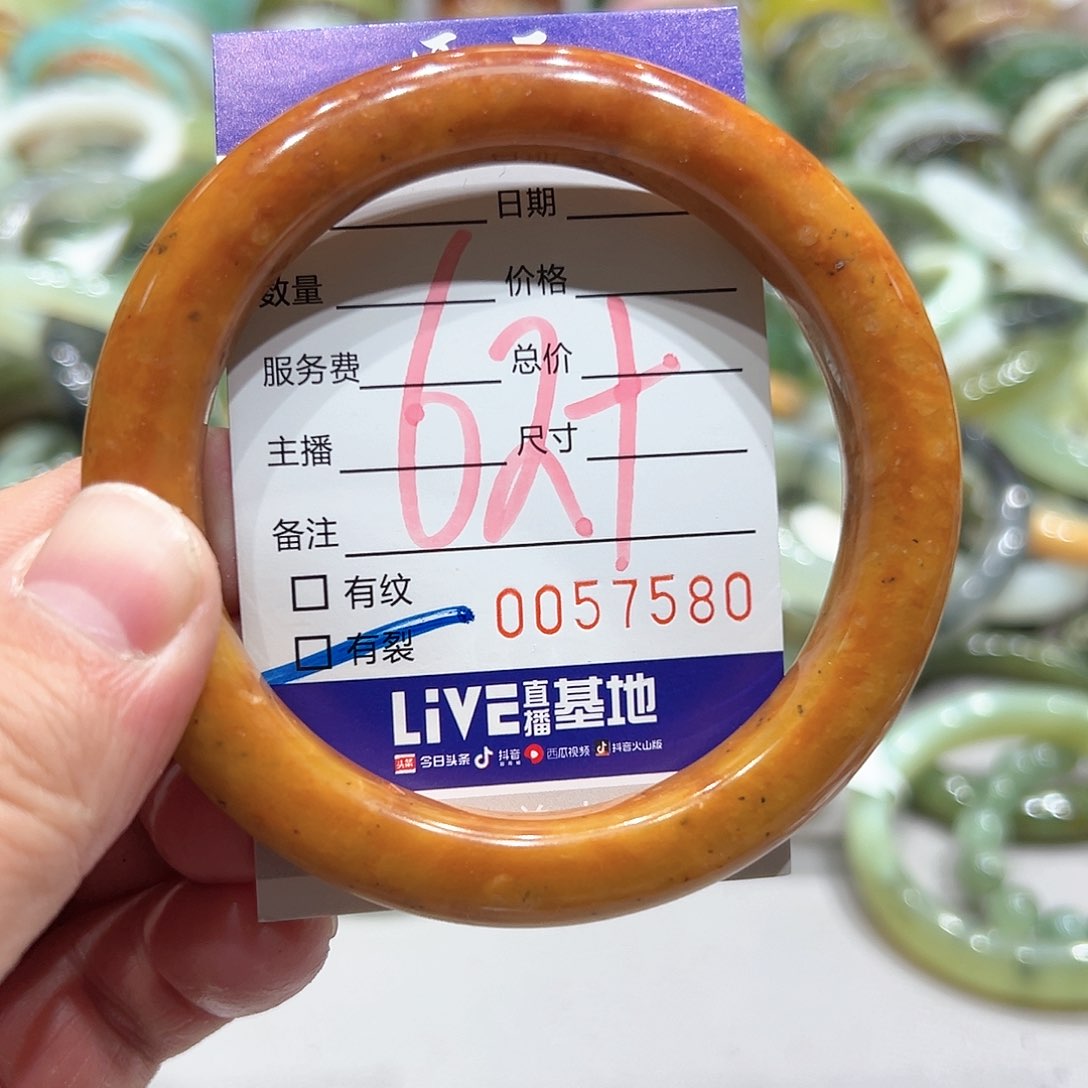 日期
数量 价格
服务费 总价
主播 尺寸
62+
备注
□ 有纹
0057580
□ 有裂
LiVE直播基地
头条 今日头条 抖音 西瓜视频 抖音火山版